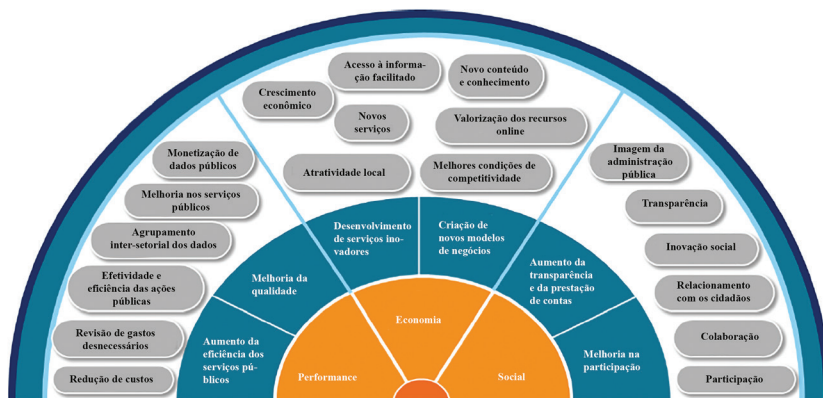 Acesso à informa-
ção facilitado
Novo conteúdo
e conhecimento
Crescimento
econômico
Novos
serviços
Valorização dos recursos
online
Atratividade local
Melhores condições de
competitividade
Monetização de
dados públicos
Melhoria nos serviços
públicos
Agrupamento
inter-setorial dos dados
Efetividade e
eficiência das ações
públicas
Revisão de gastos
desnecessários
Redução de custos
Imagem da
administração
pública
Transparência
Inovação social
Relacionamento
com os cidadãos
Colaboração
Participação
Aumento da
eficiência dos
serviços pú-
blicos
Melhoria da
qualidade
Desenvolvimento
de serviços ino-
vadores
Criação de
novos modelos
de negócios
Aumento da
transparência
e da prestação
de contas
Melhoria na
participação
Performance
Economia
Social